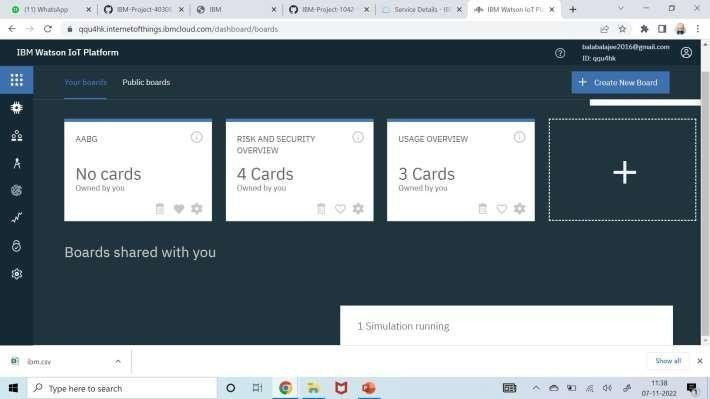 (11) WhatsApp
IBM-Project-40309
IBM
IBM-Project-1042
Service Details - IB
IBM Watson IoT Pl
qqu4hk.internetofthings.ibmcloud.com/dashboard/boards
IBM Watson IoT Platform
balabalajee2016@gmail.com
ID: qqu4hk
Your boards
Public boards
Create New Board
AABG
No cards
Owned by you
RISK AND SECURITY
OVERVIEW
4 Cards
Owned by you
USAGE OVERVIEW
3 Cards
Owned by you
Boards shared with you
1 Simulation running
ibm.csv
Show all
Type here to search
11:38
07-11-2022